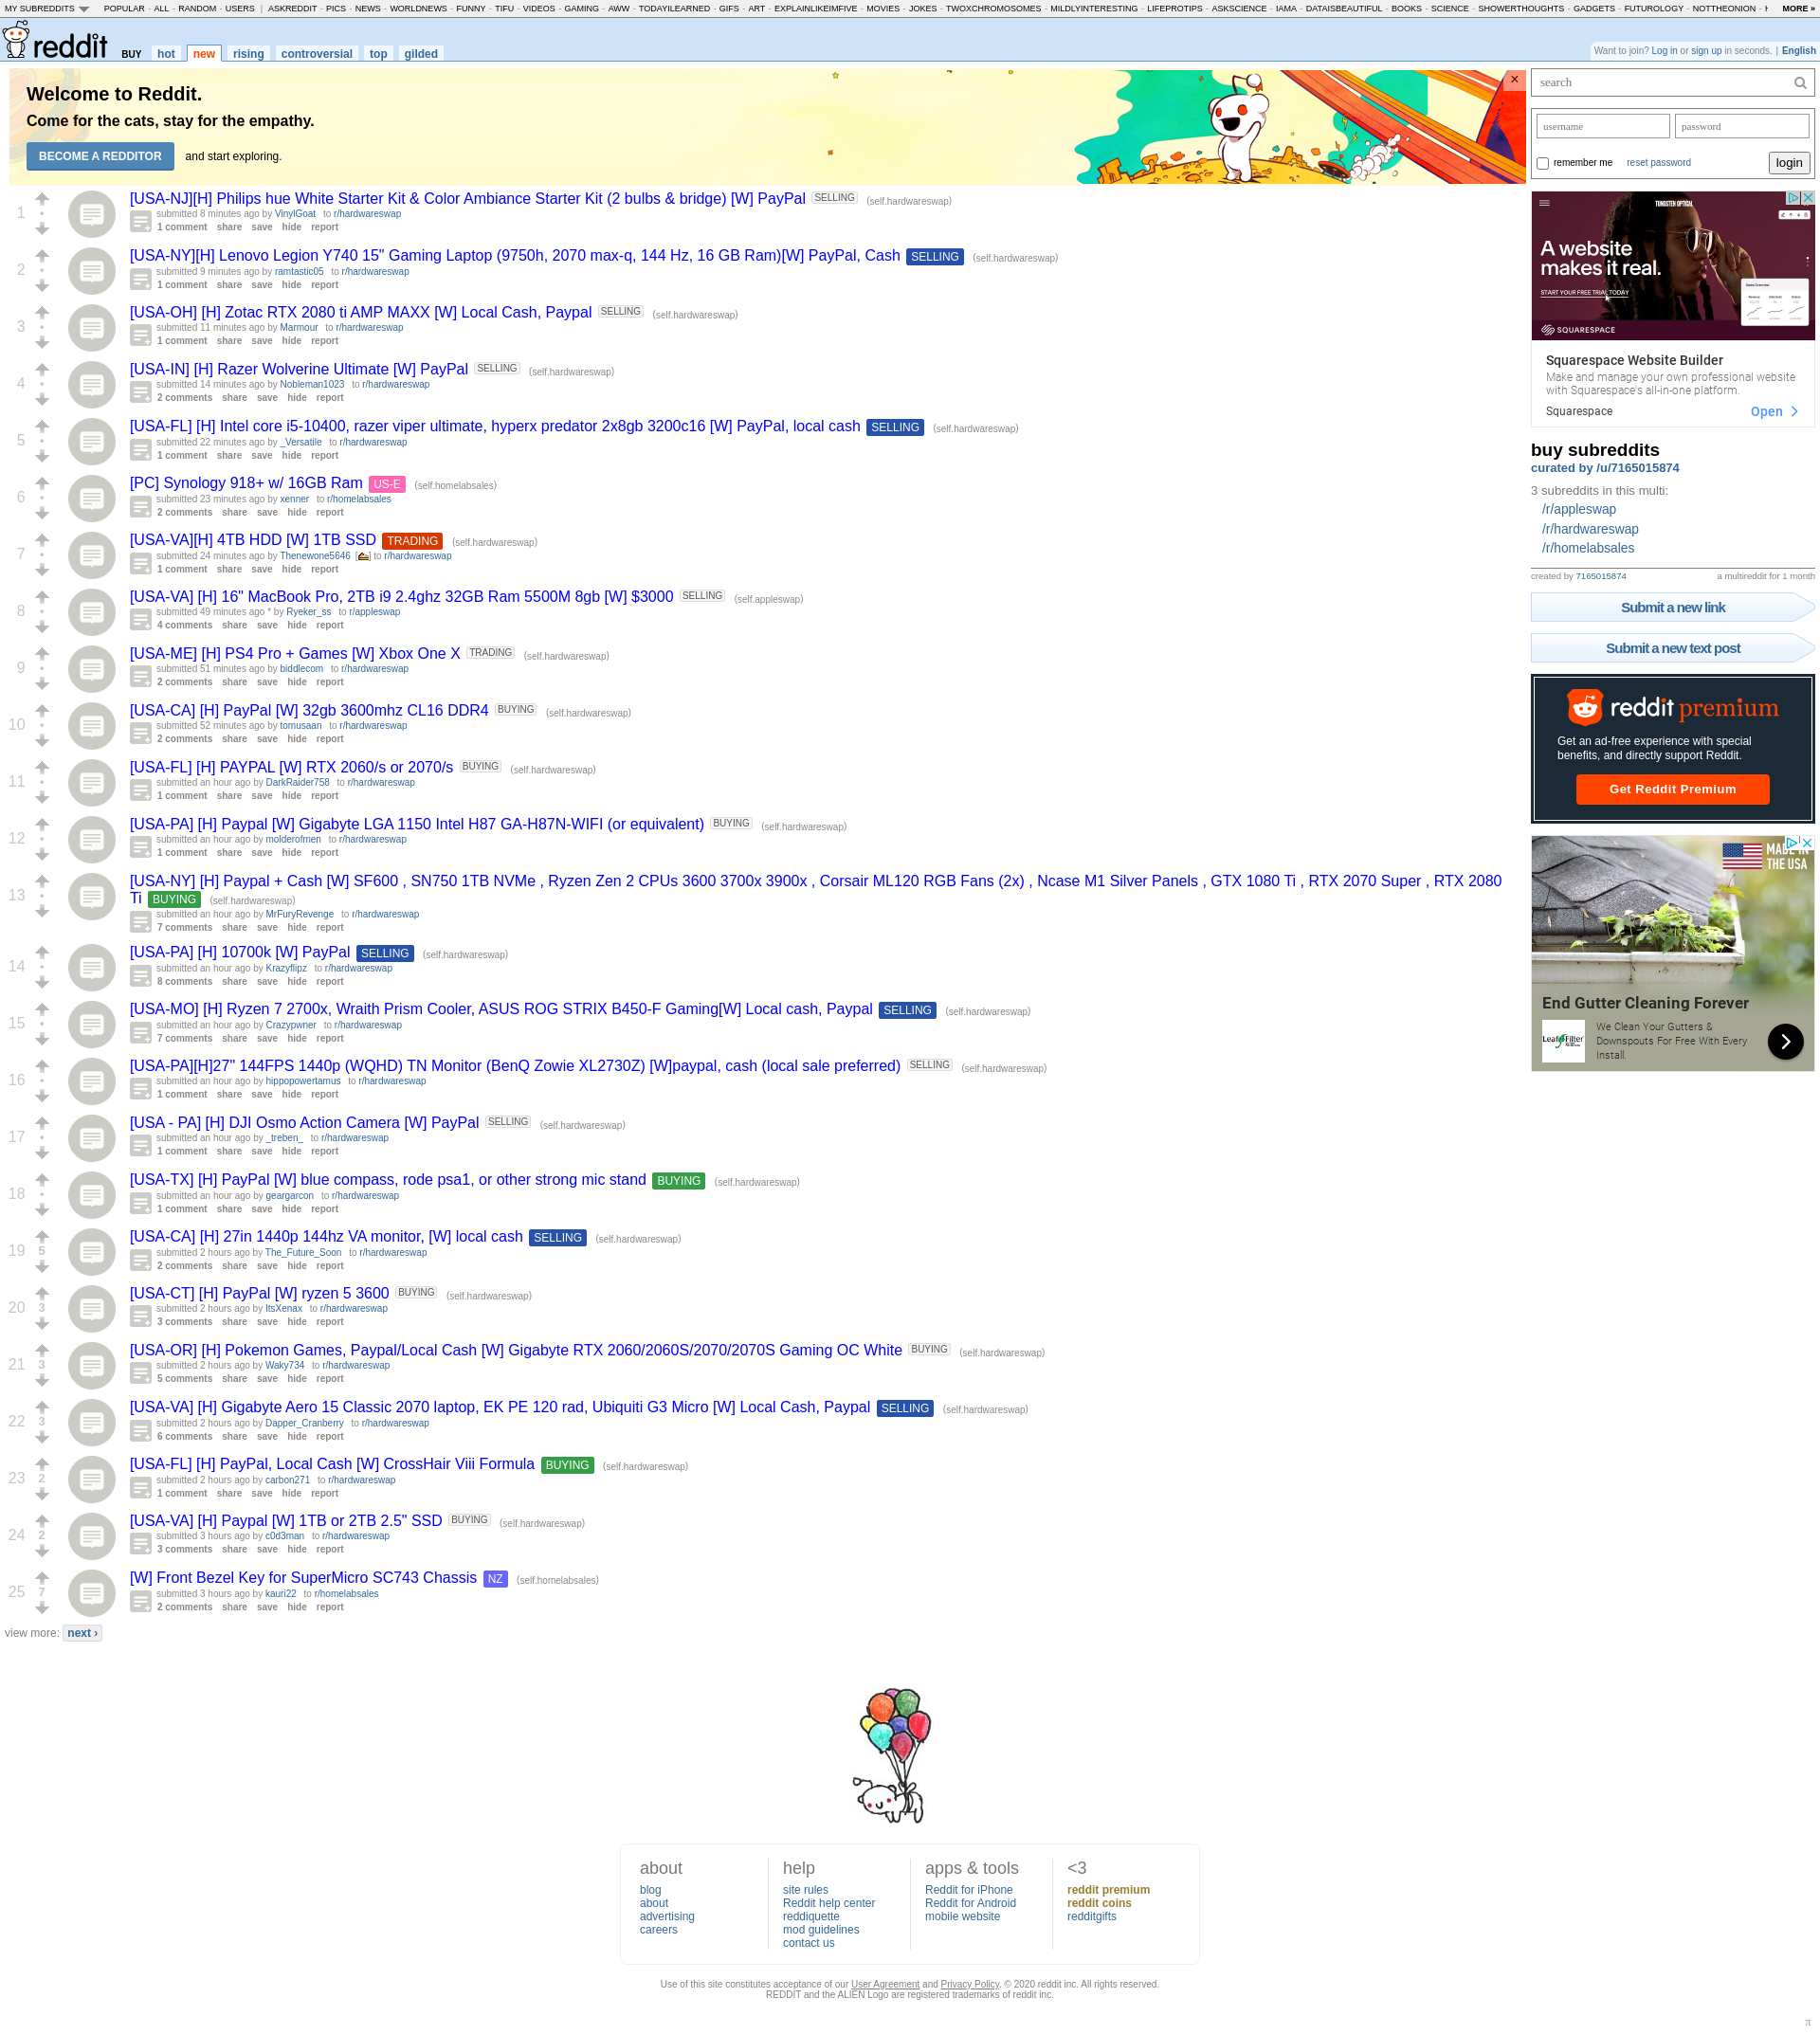 MY SUBREDDITS POPULAR - ALL - RANDOM - USERS | ASKREDDIT - PICS - NEWS - WORLDNEWS - FUNNY - TIFU - VIDEOS - GAMING - AWW - TODAYILEARNED - GIFS - ART - EXPLAINLIKEIMFIVE - MOVIES - JOKES - TWOXCHROMOSOMES - MILDLYINTERESTING - LIFEPROTIPS - ASKSCIENCE - IAMA - DATAISBEAUTIFUL - BOOKS - SCIENCE - SHOWERTHOUGHTS - GADGETS - FUTUROLOGY - NOTTHEONION - MORE »
reddit BUY hot new rising controversial top gilded
Want to join? Log in or sign up in seconds. | English
Welcome to Reddit.
Come for the cats, stay for the empathy.
BECOME A REDDITOR and start exploring.
1
[USA-NJ][H] Philips hue White Starter Kit & Color Ambiance Starter Kit (2 bulbs & bridge) [W] PayPal SELLING (self.hardwareswap)
submitted 8 minutes ago by VinylGoat to r/hardwareswap
1 comment share save hide report
2
[USA-NY][H] Lenovo Legion Y740 15" Gaming Laptop (9750h, 2070 max-q, 144 Hz, 16 GB Ram)[W] PayPal, Cash SELLING (self.hardwareswap)
submitted 9 minutes ago by ramtastic05 to r/hardwareswap
1 comment share save hide report
3
[USA-OH] [H] Zotac RTX 2080 ti AMP MAXX [W] Local Cash, Paypal SELLING (self.hardwareswap)
submitted 11 minutes ago by Marmour to r/hardwareswap
1 comment share save hide report
4
[USA-IN] [H] Razer Wolverine Ultimate [W] PayPal SELLING (self.hardwareswap)
submitted 14 minutes ago by Nobleman1023 to r/hardwareswap
2 comments share save hide report
5
[USA-FL] [H] Intel core i5-10400, razer viper ultimate, hyperx predator 2x8gb 3200c16 [W] PayPal, local cash SELLING (self.hardwareswap)
submitted 22 minutes ago by _Versatile to r/hardwareswap
1 comment share save hide report
6
[PC] Synology 918+ w/ 16GB Ram US-E (self.homelabsales)
submitted 23 minutes ago by xenner to r/homelabsales
2 comments share save hide report
7
[USA-VA][H] 4TB HDD [W] 1TB SSD TRADING (self.hardwareswap)
submitted 24 minutes ago by Thenewone5646 [] to r/hardwareswap
1 comment share save hide report
8
[USA-VA] [H] 16" MacBook Pro, 2TB i9 2.4ghz 32GB Ram 5500M 8gb [W] $3000 SELLING (self.appleswap)
submitted 49 minutes ago * by Ryeker_ss to r/appleswap
4 comments share save hide report
9
[USA-ME] [H] PS4 Pro + Games [W] Xbox One X TRADING (self.hardwareswap)
submitted 51 minutes ago by biddlecom to r/hardwareswap
2 comments share save hide report
10
[USA-CA] [H] PayPal [W] 32gb 3600mhz CL16 DDR4 BUYING (self.hardwareswap)
submitted 52 minutes ago by tomusaan to r/hardwareswap
2 comments share save hide report
11
[USA-FL] [H] PAYPAL [W] RTX 2060/s or 2070/s BUYING (self.hardwareswap)
submitted an hour ago by DarkRaider758 to r/hardwareswap
1 comment share save hide report
12
[USA-PA] [H] Paypal [W] Gigabyte LGA 1150 Intel H87 GA-H87N-WIFI (or equivalent) BUYING (self.hardwareswap)
submitted an hour ago by molderofmen to r/hardwareswap
1 comment share save hide report
13
[USA-NY] [H] Paypal + Cash [W] SF600 , SN750 1TB NVMe , Ryzen Zen 2 CPUs 3600 3700x 3900x , Corsair ML120 RGB Fans (2x) , Ncase M1 Silver Panels , GTX 1080 Ti , RTX 2070 Super , RTX 2080
Ti BUYING (self.hardwareswap)
submitted an hour ago by MrFuryRevenge to r/hardwareswap
7 comments share save hide report
14
[USA-PA] [H] 10700k [W] PayPal SELLING (self.hardwareswap)
submitted an hour ago by Krazyflipz to r/hardwareswap
8 comments share save hide report
15
[USA-MO] [H] Ryzen 7 2700x, Wraith Prism Cooler, ASUS ROG STRIX B450-F Gaming[W] Local cash, Paypal SELLING (self.hardwareswap)
submitted an hour ago by Crazypwner to r/hardwareswap
7 comments share save hide report
16
[USA-PA][H]27" 144FPS 1440p (WQHD) TN Monitor (BenQ Zowie XL2730Z) [W]paypal, cash (local sale preferred) SELLING (self.hardwareswap)
submitted an hour ago by hippopowertamus to r/hardwareswap
1 comment share save hide report
17
[USA - PA] [H] DJI Osmo Action Camera [W] PayPal SELLING (self.hardwareswap)
submitted an hour ago by _treben_ to r/hardwareswap
1 comment share save hide report
18
[USA-TX] [H] PayPal [W] blue compass, rode psa1, or other strong mic stand BUYING (self.hardwareswap)
submitted an hour ago by geargarcon to r/hardwareswap
1 comment share save hide report
19 5
[USA-CA] [H] 27in 1440p 144hz VA monitor, [W] local cash SELLING (self.hardwareswap)
submitted 2 hours ago by The_Future_Soon to r/hardwareswap
2 comments share save hide report
20 3
[USA-CT] [H] PayPal [W] ryzen 5 3600 BUYING (self.hardwareswap)
submitted 2 hours ago by ItsXenax to r/hardwareswap
3 comments share save hide report
21 3
[USA-OR] [H] Pokemon Games, Paypal/Local Cash [W] Gigabyte RTX 2060/2060S/2070/2070S Gaming OC White BUYING (self.hardwareswap)
submitted 2 hours ago by Waky734 to r/hardwareswap
5 comments share save hide report
22 3
[USA-VA] [H] Gigabyte Aero 15 Classic 2070 laptop, EK PE 120 rad, Ubiquiti G3 Micro [W] Local Cash, Paypal SELLING (self.hardwareswap)
submitted 2 hours ago by Dapper_Cranberry to r/hardwareswap
6 comments share save hide report
23 2
[USA-FL] [H] PayPal, Local Cash [W] CrossHair Viii Formula BUYING (self.hardwareswap)
submitted 2 hours ago by carbon271 to r/hardwareswap
1 comment share save hide report
24 2
[USA-VA] [H] Paypal [W] 1TB or 2TB 2.5" SSD BUYING (self.hardwareswap)
submitted 3 hours ago by c0d3man to r/hardwareswap
3 comments share save hide report
25 7
[W] Front Bezel Key for SuperMicro SC743 Chassis NZ (self.homelabsales)
submitted 3 hours ago by kauri22 to r/homelabsales
2 comments share save hide report
view more: next ›
search
username password
remember me reset password login
TUNGSTEN OPTICAL
A website
makes it real.
START YOUR FREE TRIAL TODAY
SQUARESPACE
Squarespace Website Builder
Make and manage your own professional website
with Squarespace's all-in-one platform.
Squarespace Open
buy subreddits
curated by /u/7165015874
3 subreddits in this multi:
/r/appleswap
/r/hardwareswap
/r/homelabsales
created by 7165015874 a multireddit for 1 month
Submit a new link
Submit a new text post
reddit premium
Get an ad-free experience with special
benefits, and directly support Reddit.
Get Reddit Premium
MADE IN
THE USA
End Gutter Cleaning Forever
LeafFilter
We Clean Your Gutters &
Downspouts For Free With Every
Install.
about
blog
about
advertising
careers
help
site rules
Reddit help center
reddiquette
mod guidelines
contact us
apps & tools
Reddit for iPhone
Reddit for Android
mobile website
<3
reddit premium
reddit coins
redditgifts
Use of this site constitutes acceptance of our User Agreement and Privacy Policy. © 2020 reddit inc. All rights reserved.
REDDIT and the ALIEN Logo are registered trademarks of reddit inc.
π